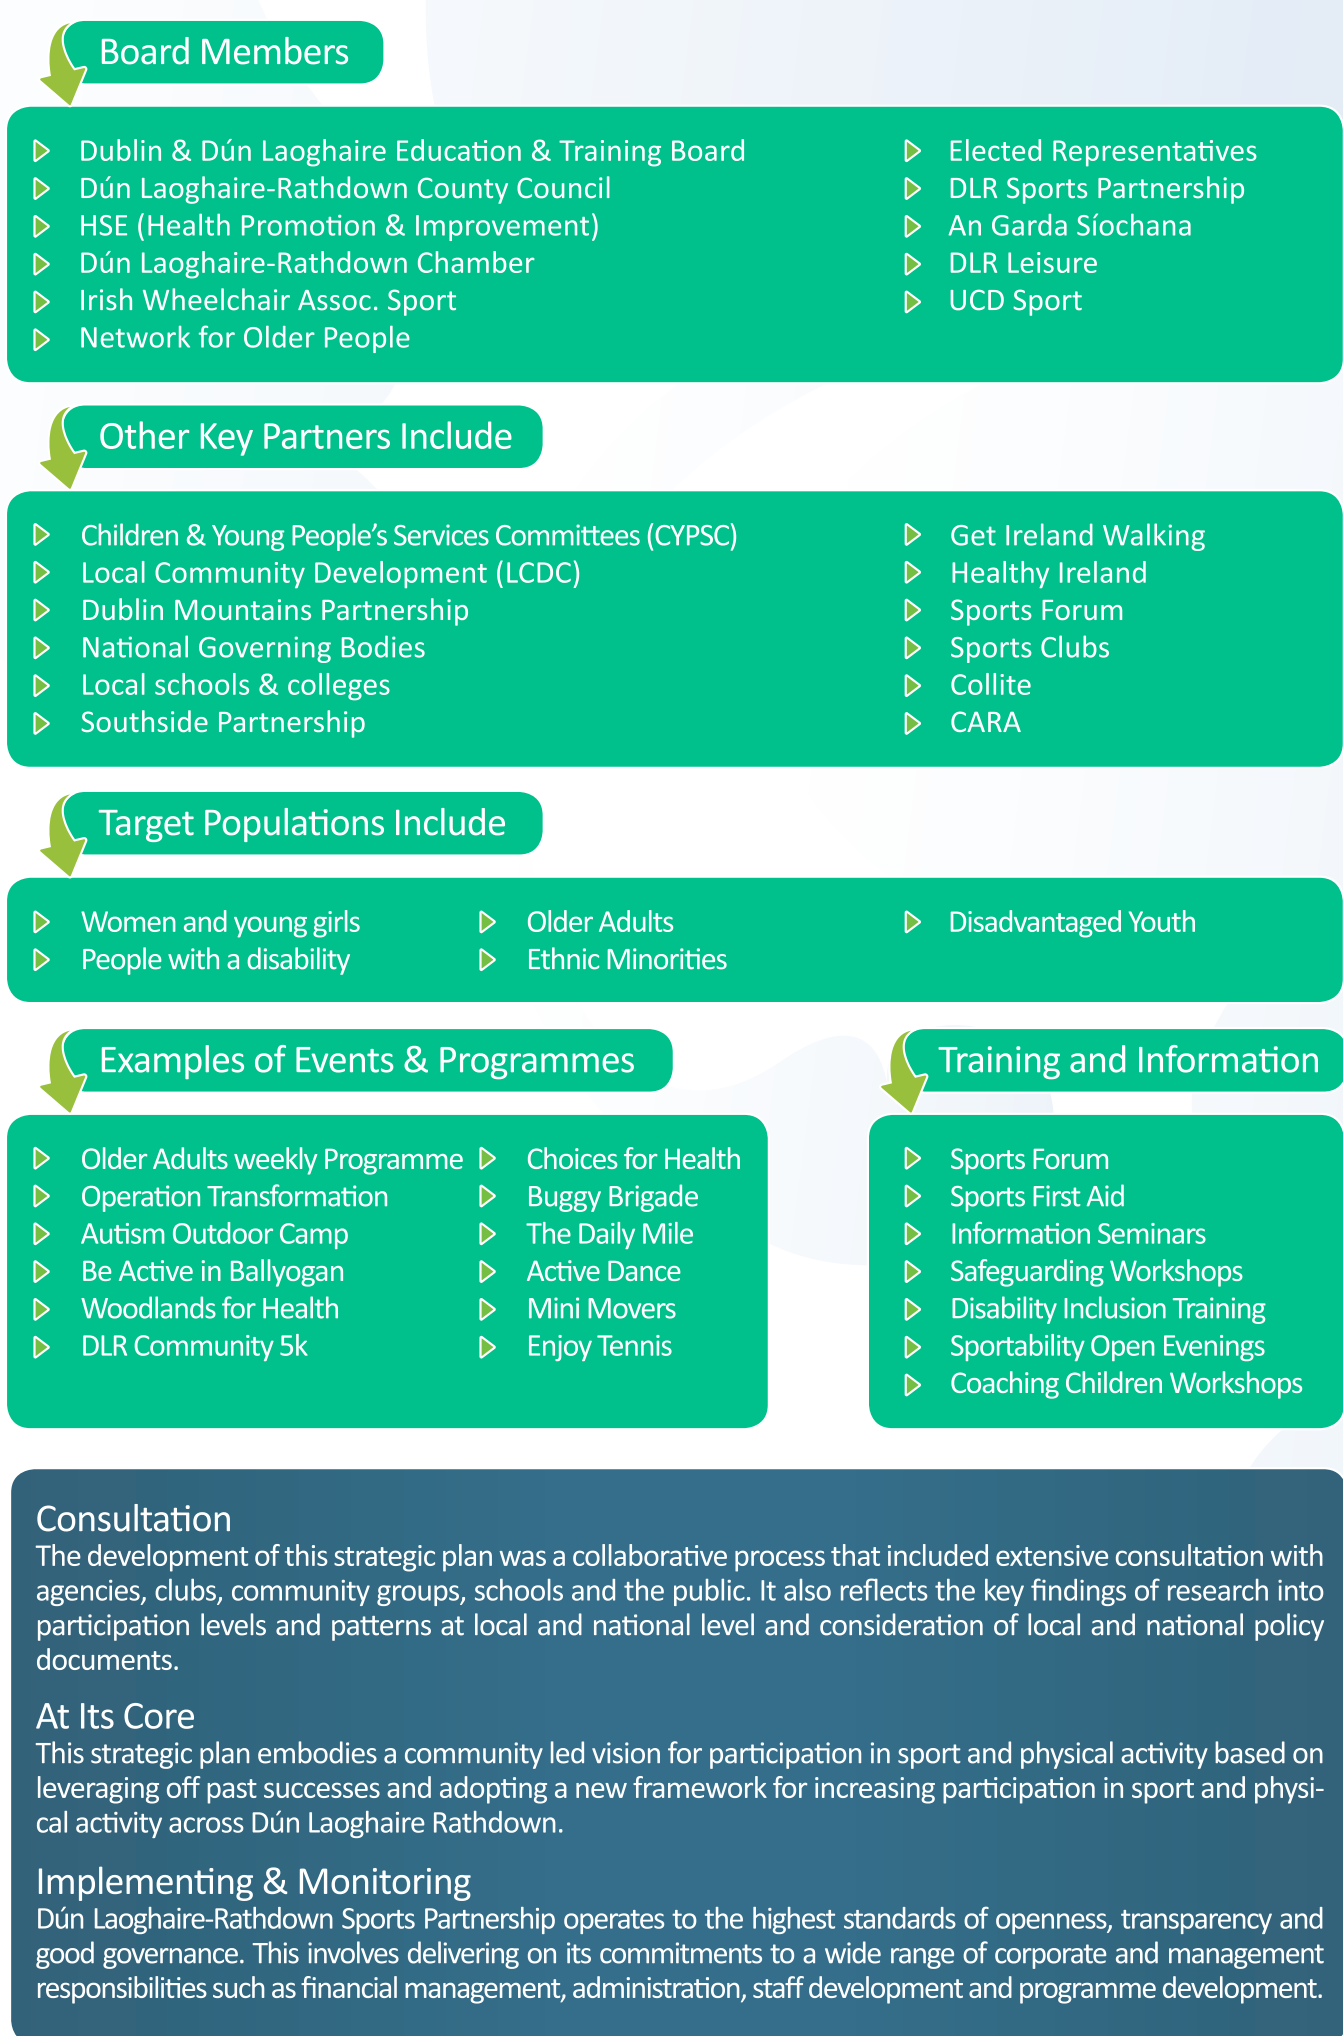 Board Members
Dublin & Dún Laoghaire Education & Training Board
Dún Laoghaire-Rathdown County Council
HSE (Health Promotion & Improvement)
Dún Laoghaire-Rathdown Chamber
Irish Wheelchair Assoc. Sport
Network for Older People
Elected Representatives
DLR Sports Partnership
An Garda Síochana
DLR Leisure
UCD Sport
Other Key Partners Include
Children & Young People’s Services Committees (CYPSC)
Local Community Development (LCDC)
Dublin Mountains Partnership
National Governing Bodies
Local schools & colleges
Southside Partnership
Get Ireland Walking
Healthy Ireland
Sports Forum
Sports Clubs
Collite
CARA
Target Populations Include
Women and young girls
People with a disability
Older Adults
Ethnic Minorities
Disadvantaged Youth
Examples of Events & Programmes
Older Adults weekly Programme
Operation Transformation
Autism Outdoor Camp
Be Active in Ballyogan
Woodlands for Health
DLR Community 5k
Choices for Health
Buggy Brigade
The Daily Mile
Active Dance
Mini Movers
Enjoy Tennis
Training and Information
Sports Forum
Sports First Aid
Information Seminars
Safeguarding Workshops
Disability Inclusion Training
Sportability Open Evenings
Coaching Children Workshops
Consultation
The development of this strategic plan was a collaborative process that included extensive consultation with
agencies, clubs, community groups, schools and the public. It also reflects the key findings of research into
participation levels and patterns at local and national level and consideration of local and national policy
documents.
At Its Core
This strategic plan embodies a community led vision for participation in sport and physical activity based on
leveraging off past successes and adopting a new framework for increasing participation in sport and physi-
cal activity across Dún Laoghaire Rathdown.
Implementing & Monitoring
Dún Laoghaire-Rathdown Sports Partnership operates to the highest standards of openness, transparency and
good governance. This involves delivering on its commitments to a wide range of corporate and management
responsibilities such as financial management, administration, staff development and programme development.